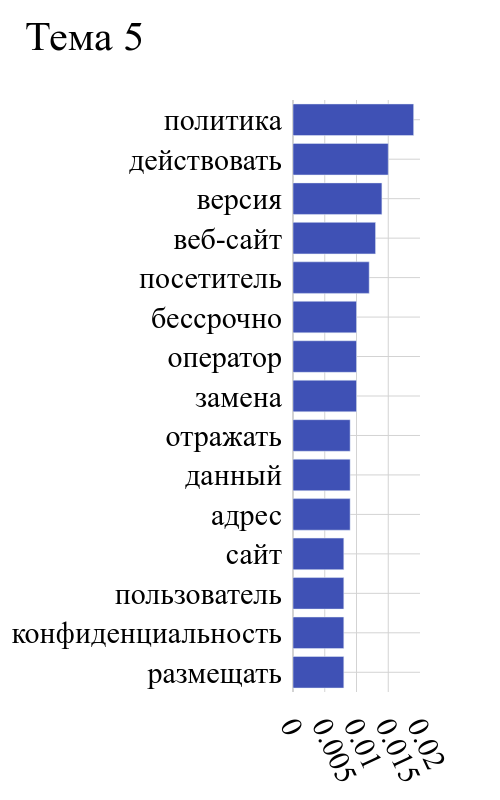 Тема 5
политика
действовать
версия
веб-сайт
посетитель
бессрочно
оператор
замена
отражать
данный
адрес
сайт
пользователь
конфиденциальность
размещать
0
0.005
0.01
0.015
0.02